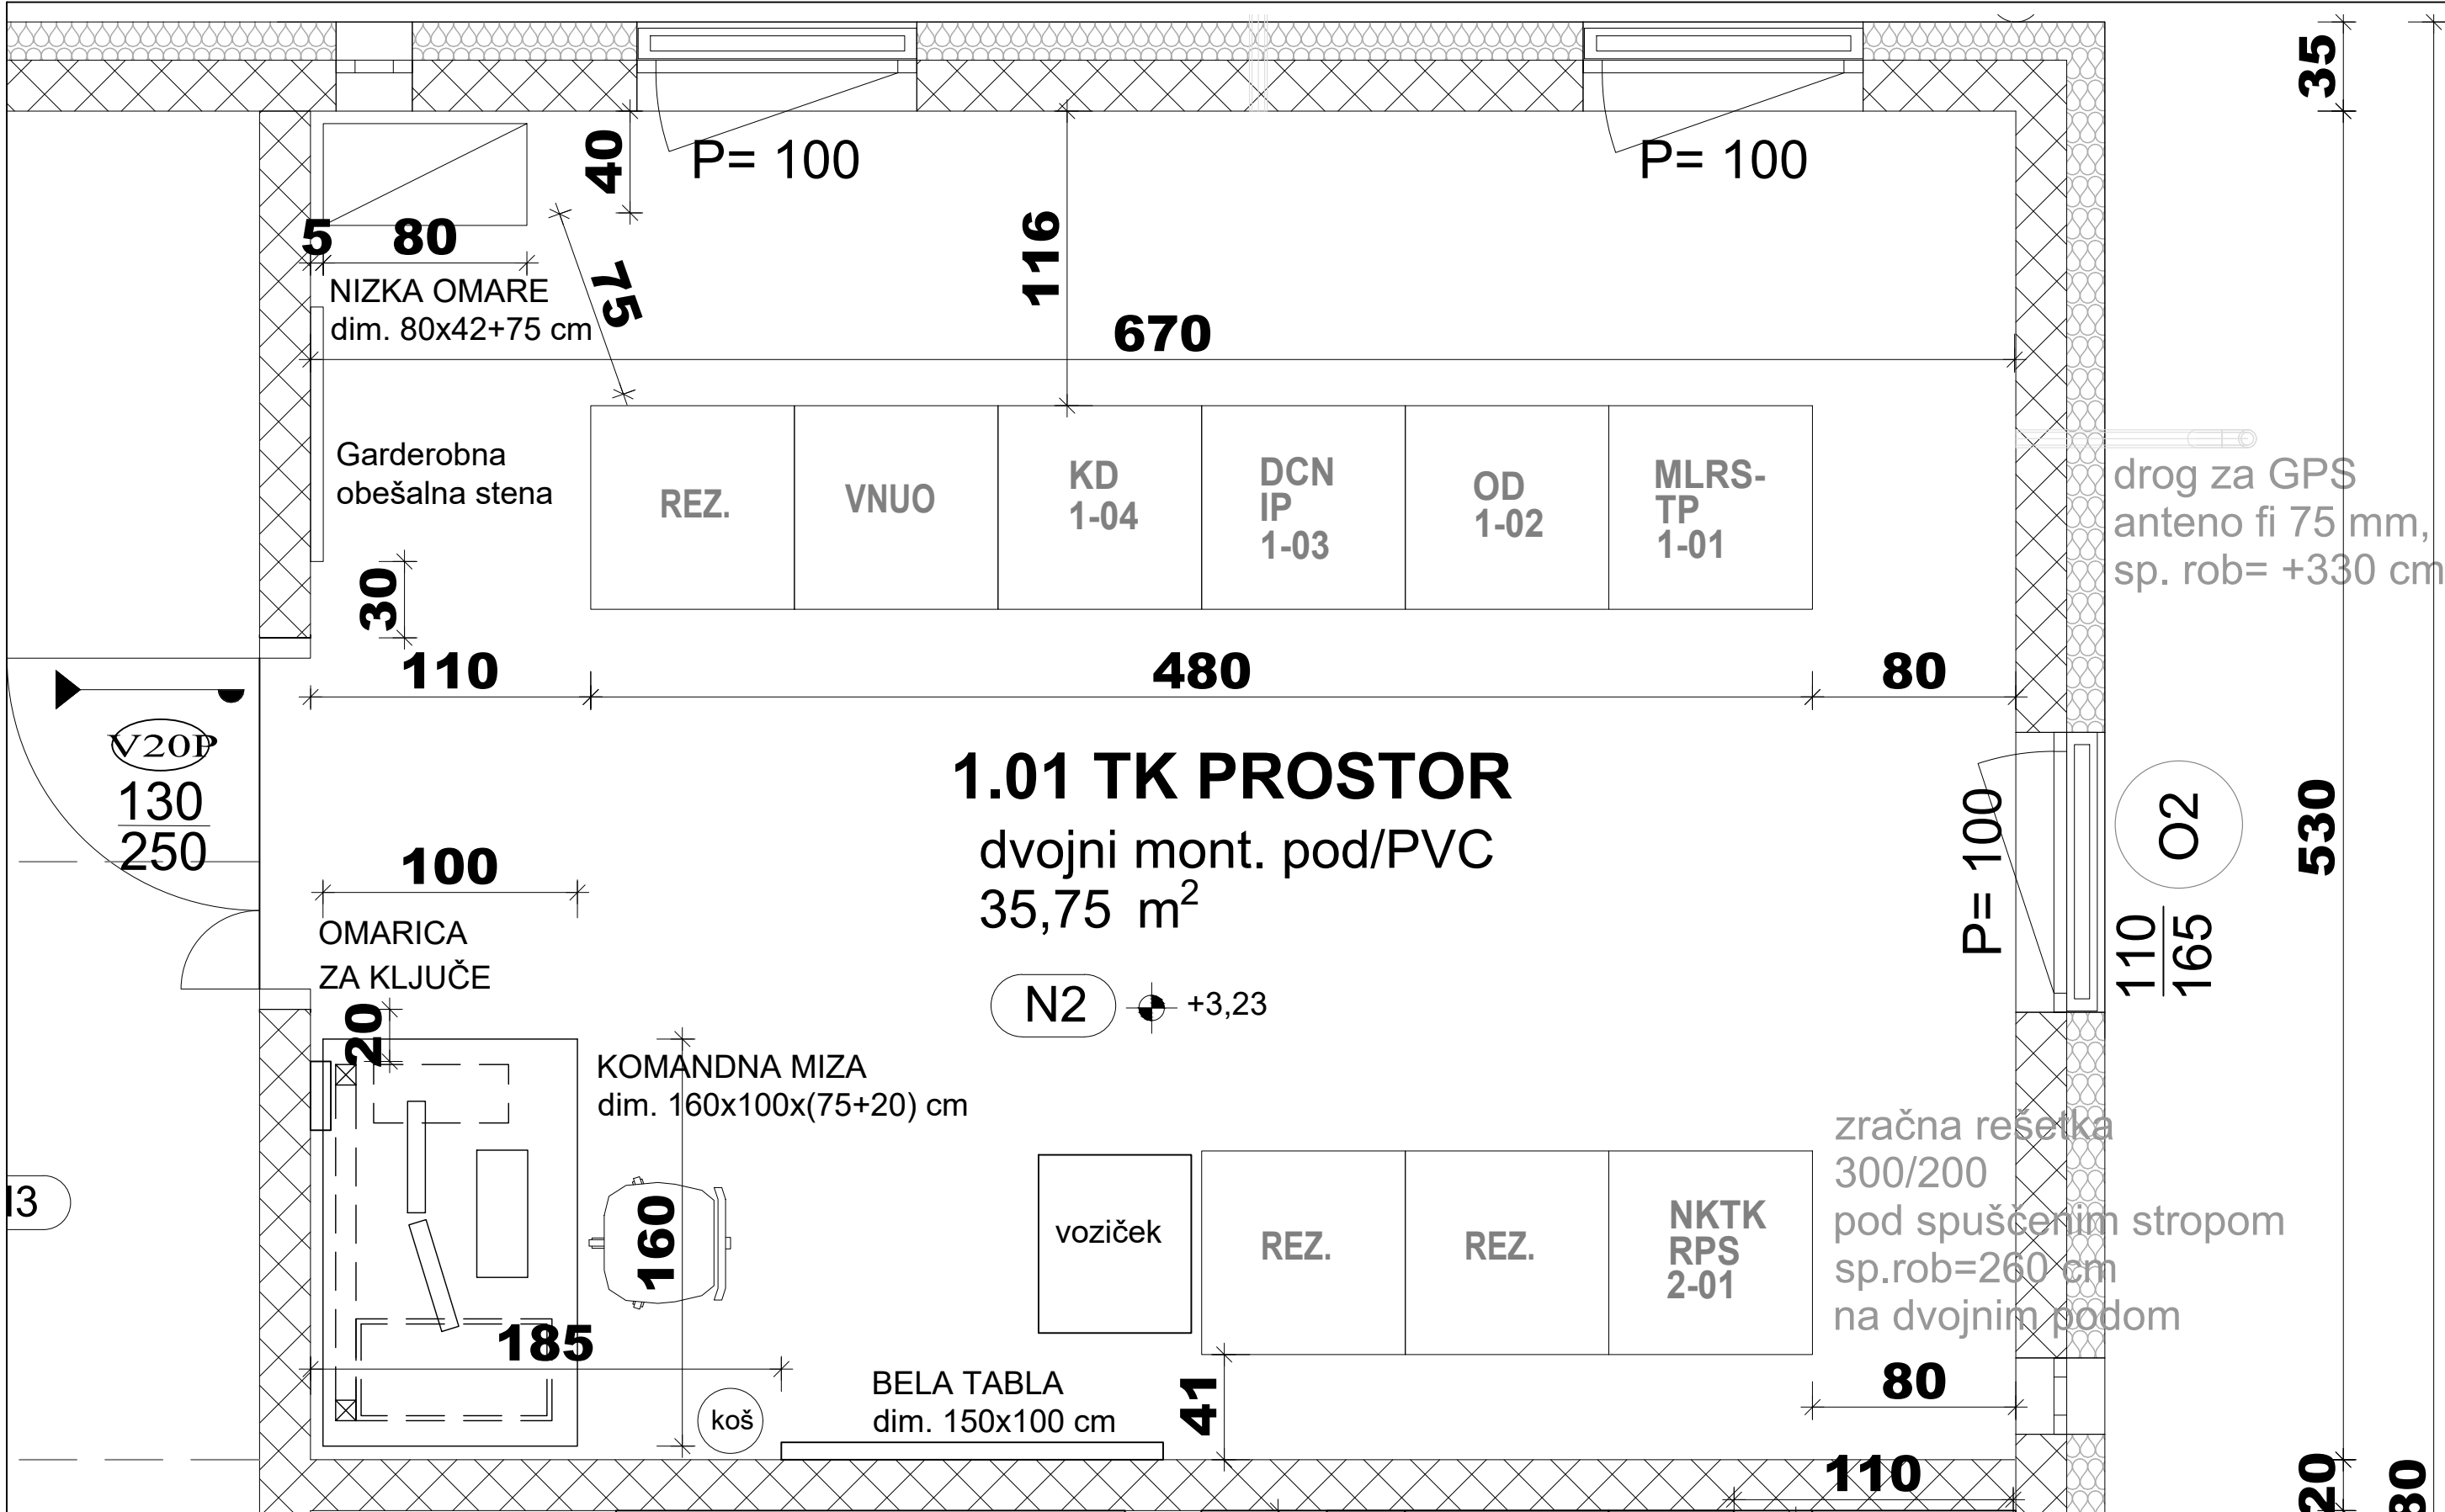 35
P= 100
P= 100
40
116
5
80
75
NIZKA OMARE
dim. 80x42+75 cm
670
Garderobna
obešalna stena
REZ.
VNUO
KD
1-04
DCN
IP
1-03
OD
1-02
MLRS-
TP
1-01
drog za GPS
anteno fi 75 mm,
sp. rob= +330 cm
30
110
480
80
V20P
130
250
1.01 TK PROSTOR
dvojni mont. pod/PVC
35,75 m²
P= 100
O2
110
165
530
100
OMARICA
ZA KLJUČE
N2
+3,23
20
KOMANDNA MIZA
dim. 160x100x(75+20) cm
160
voziček
REZ.
REZ.
NKTK
RPS
2-01
zračna rešetka
300/200
pod spuščenim stropom
sp.rob=260 cm
na dvojnim podom
185
koš
BELA TABLA
dim. 150x100 cm
41
80
110
20